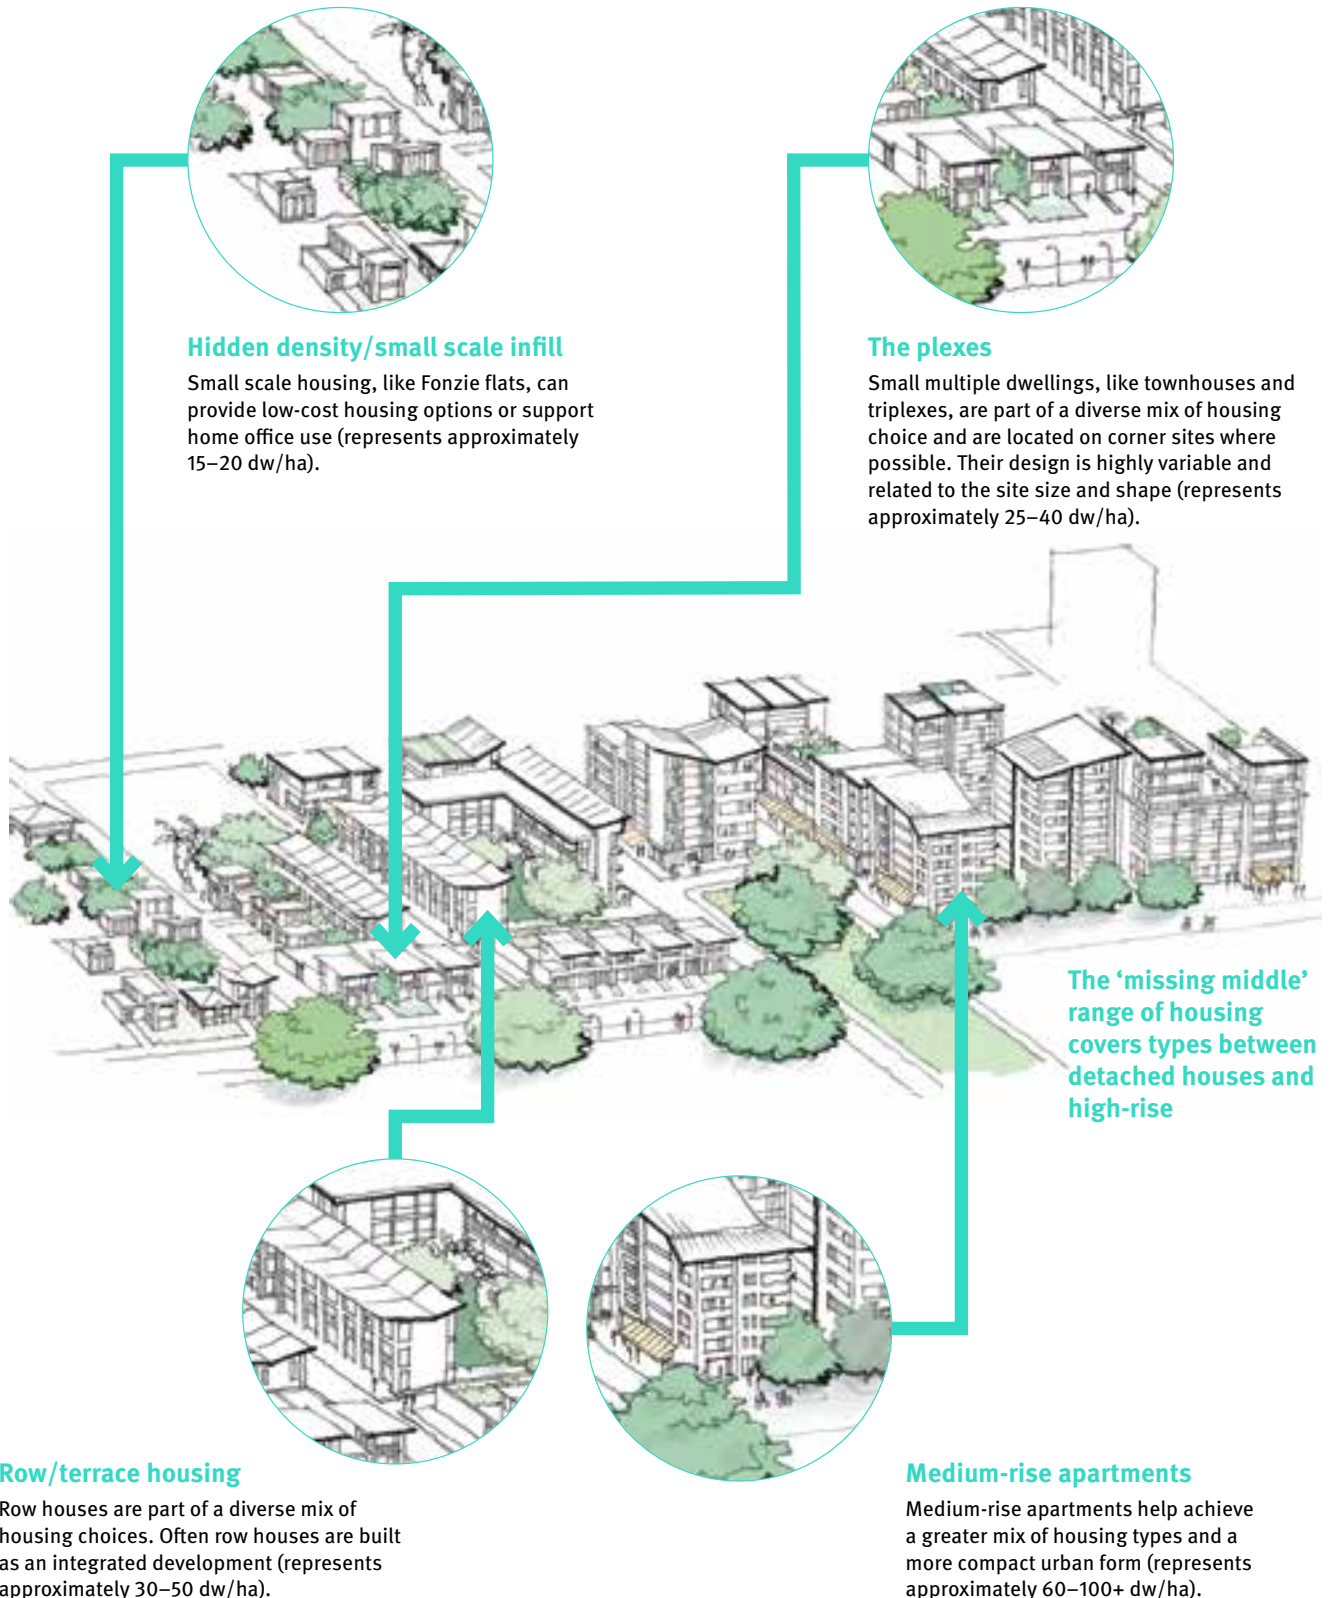 Hidden density/small scale infill
Small scale housing, like Fonzie flats, can
provide low-cost housing options or support
home office use (represents approximately
15–20 dw/ha).
The plexes
Small multiple dwellings, like townhouses and
triplexes, are part of a diverse mix of housing
choice and are located on corner sites where
possible. Their design is highly variable and
related to the site size and shape (represents
approximately 25–40 dw/ha).
The ‘missing middle’
range of housing
covers types between
detached houses and
high-rise
Row/terrace housing
Row houses are part of a diverse mix of
housing choices. Often row houses are built
as an integrated development (represents
approximately 30–50 dw/ha).
Medium-rise apartments
Medium-rise apartments help achieve
a greater mix of housing types and a
more compact urban form (represents
approximately 60–100+ dw/ha).